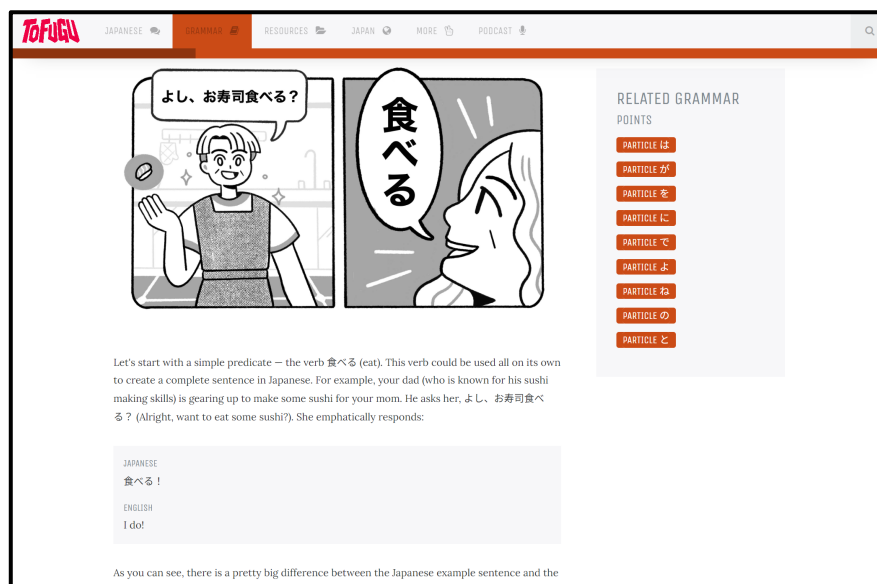 TOFUGU
JAPANESE
GRAMMAR
RESOURCES
JAPAN
MORE
PODCAST
よし、お寿司食べる？
食べる
Let's start with a simple predicate — the verb 食べる (eat). This verb could be used all on its own
to create a complete sentence in Japanese. For example, your dad (who is known for his sushi
making skills) is gearing up to make some sushi for your mom. He asks her, よし、お寿司食べ
る？ (Alright, want to eat some sushi?). She emphatically responds:
JAPANESE
食べる！
ENGLISH
I do!
As you can see, there is a pretty big difference between the Japanese example sentence and the
RELATED GRAMMAR
POINTS
PARTICLE は
PARTICLE が
PARTICLE を
PARTICLE に
PARTICLE で
PARTICLE よ
PARTICLE ね
PARTICLE の
PARTICLE と